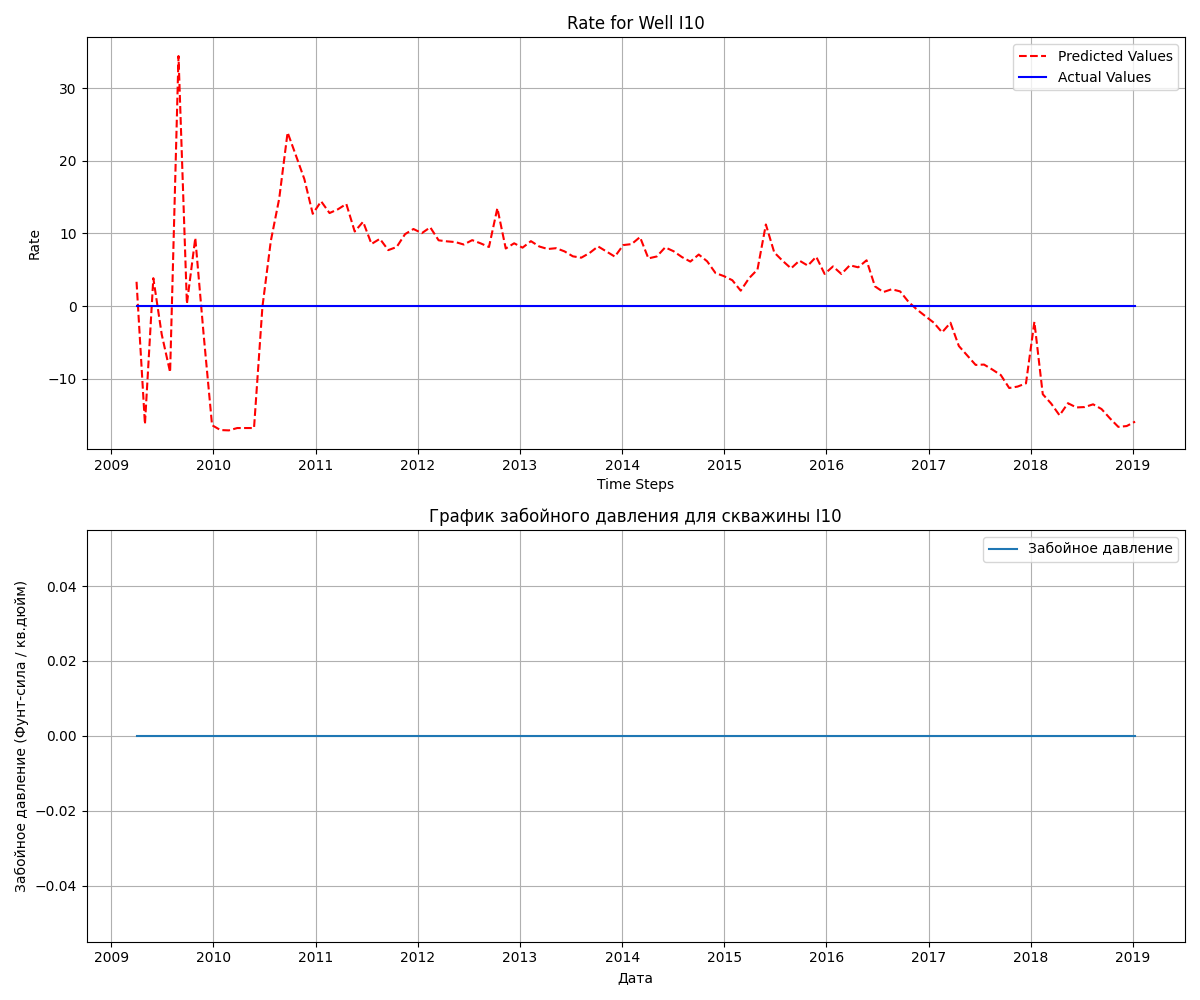 Rate for Well I10
Predicted Values
Actual Values
30
20
10
0
−10
Rate
2009 2010 2011 2012 2013 2014 2015 2016 2017 2018 2019
Time Steps
График забойного давления для скважины I10
Забойное давление
0.04
0.02
0.00
−0.02
−0.04
Забойное давление (Фунт-сила / кв.дюйм)
2009 2010 2011 2012 2013 2014 2015 2016 2017 2018 2019
Дата